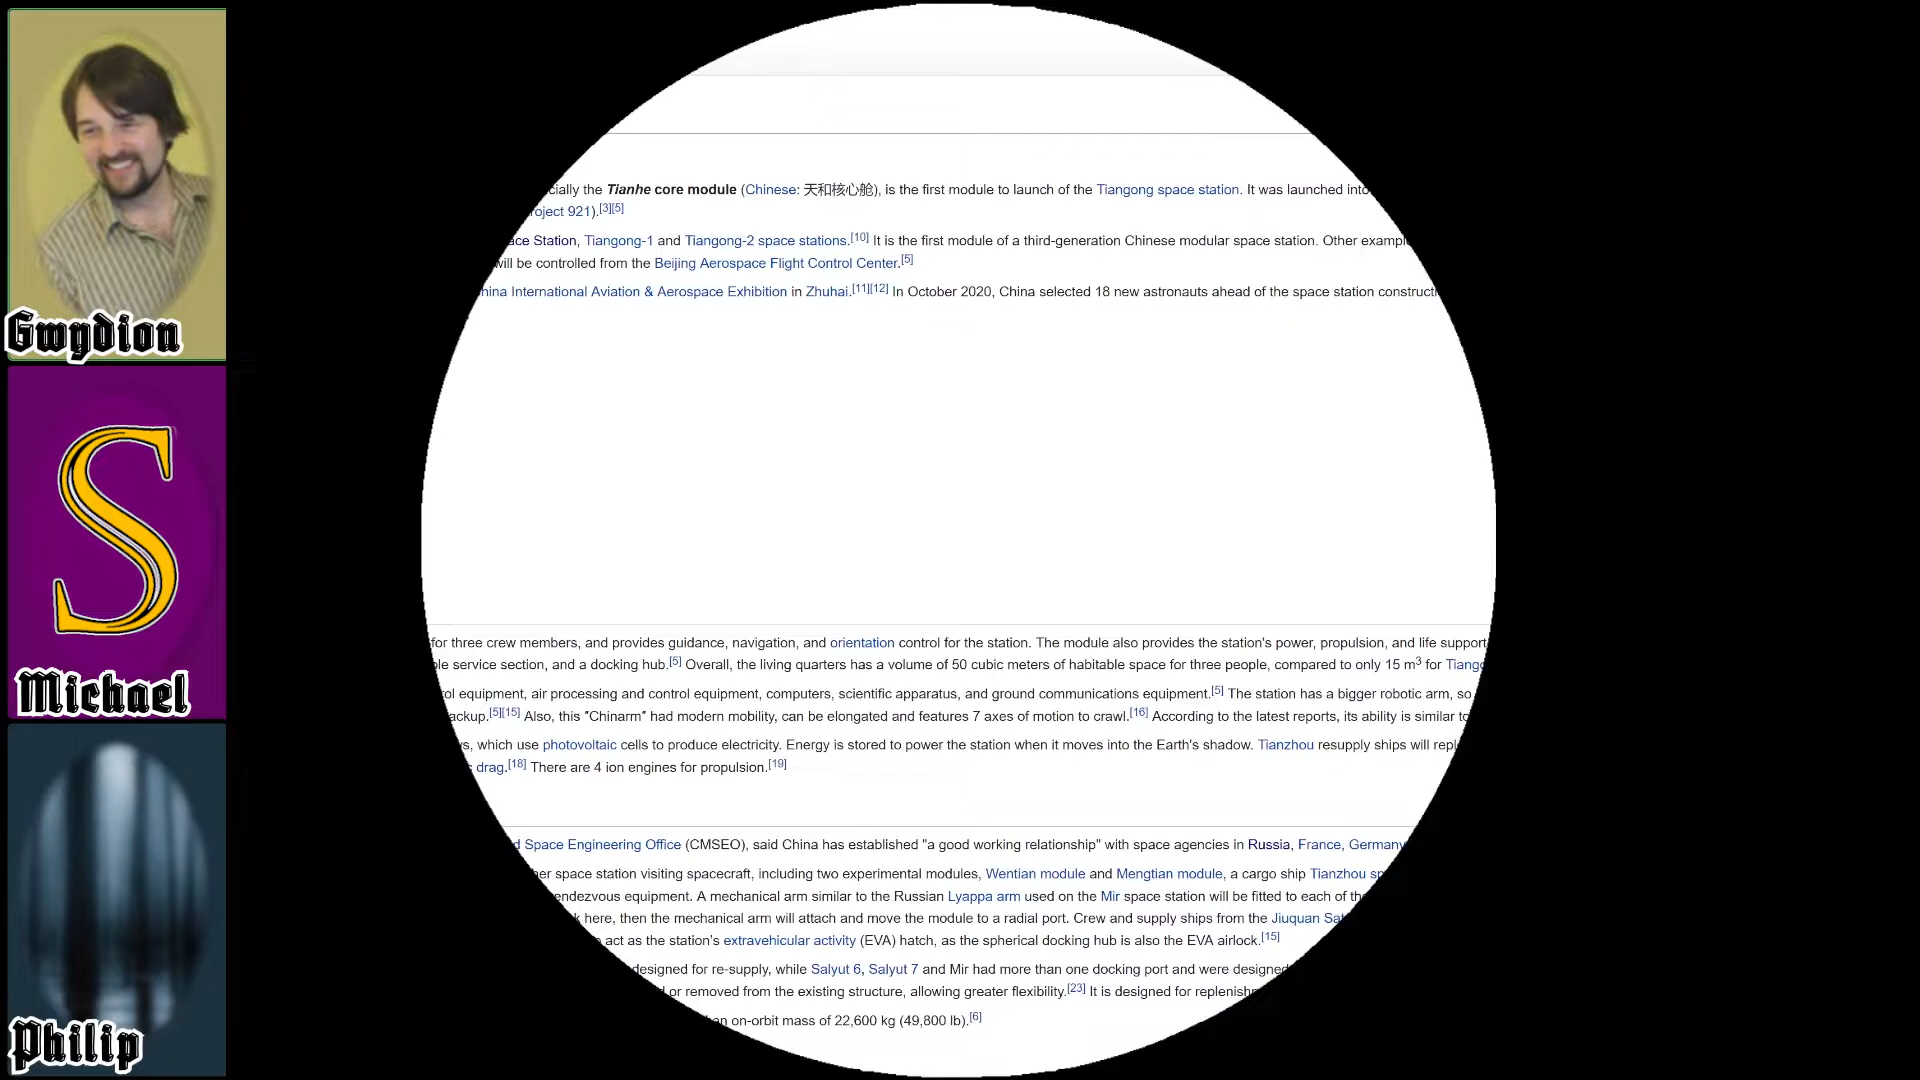 Gwydion
Michael
Philip
cially the Tianhe core module (Chinese: 天和核心舱), is the first module to launch of the Tiangong space station. It was launched into
roject 921).[3][5]
ace Station, Tiangong-1 and Tiangong-2 space stations.[10] It is the first module of a third-generation Chinese modular space station. Other exampl
will be controlled from the Beijing Aerospace Flight Control Center.[5]
hina International Aviation & Aerospace Exhibition in Zhuhai.[11][12] In October 2020, China selected 18 new astronauts ahead of the space station constructi
for three crew members, and provides guidance, navigation, and orientation control for the station. The module also provides the station's power, propulsion, and life support
ble service section, and a docking hub.[5] Overall, the living quarters has a volume of 50 cubic meters of habitable space for three people, compared to only 15 m3 for Tiango
rol equipment, air processing and control equipment, computers, scientific apparatus, and ground communications equipment.[5] The station has a bigger robotic arm, so
ackup.[5][15] Also, this "Chinarm" had modern mobility, can be elongated and features 7 axes of motion to crawl.[16] According to the latest reports, its ability is similar to
ys, which use photovoltaic cells to produce electricity. Energy is stored to power the station when it moves into the Earth's shadow. Tianzhou resupply ships will repl
c drag.[18] There are 4 ion engines for propulsion.[19]
d Space Engineering Office (CMSEO), said China has established "a good working relationship" with space agencies in Russia, France, Germany
her space station visiting spacecraft, including two experimental modules, Wentian module and Mengtian module, a cargo ship Tianzhou sp
endezvous equipment. A mechanical arm similar to the Russian Lyappa arm used on the Mir space station will be fitted to each of the
k here, then the mechanical arm will attach and move the module to a radial port. Crew and supply ships from the Jiuquan Sat
act as the station's extravehicular activity (EVA) hatch, as the spherical docking hub is also the EVA airlock.[15]
designed for re-supply, while Salyut 6, Salyut 7 and Mir had more than one docking port and were designed
or removed from the existing structure, allowing greater flexibility.[23] It is designed for replenishm
an on-orbit mass of 22,600 kg (49,800 lb).[6]